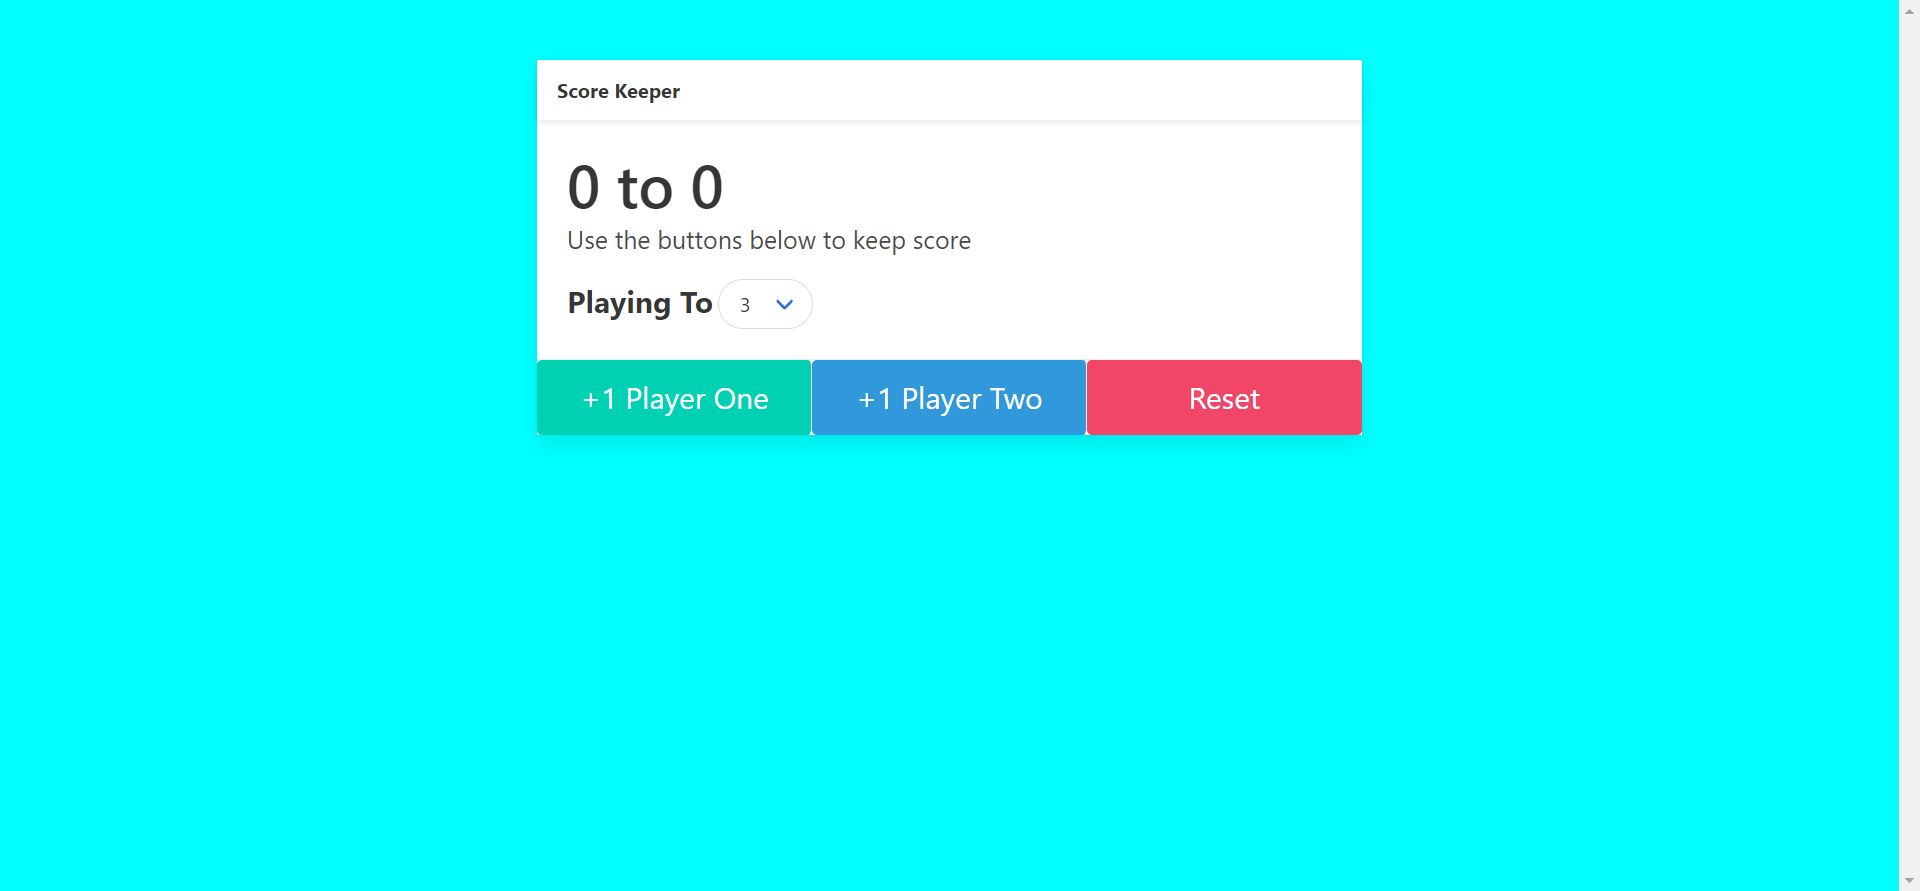 Score Keeper
0 to 0
Use the buttons below to keep score
Playing To 3
+1 Player One +1 Player Two Reset